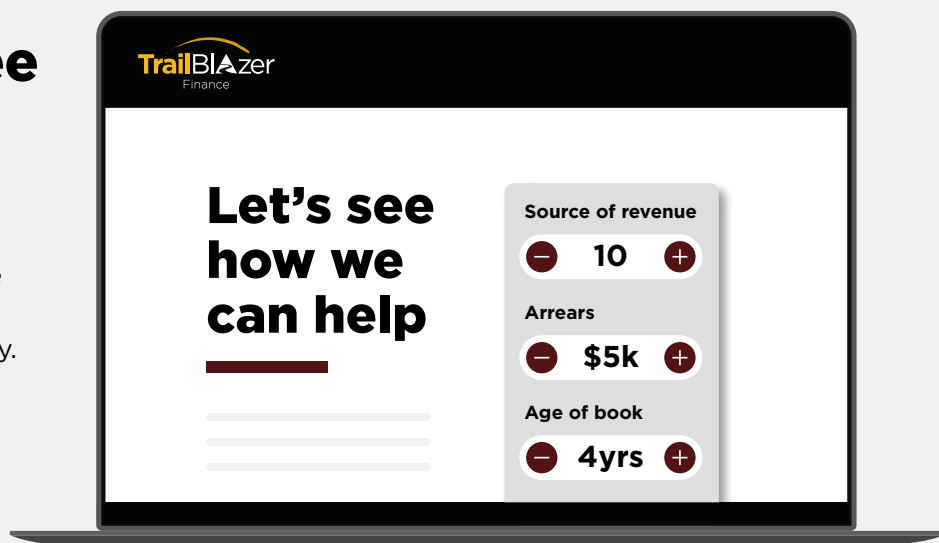 TrailBlAzer
Finance
Let's see
how we
can help
Source of revenue
10
Arrears
$5k
Age of book
4yrs